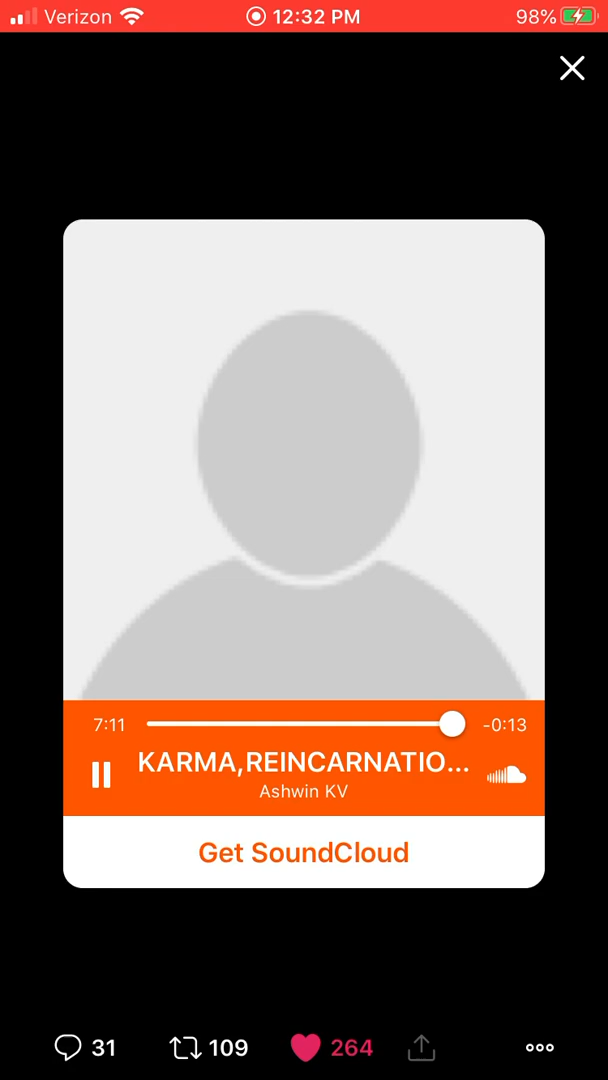 Verizon 12:32 PM 98%
7:11 -0:13
KARMA,REINCARNATIO...
Ashwin KV
Get SoundCloud
31 109 264